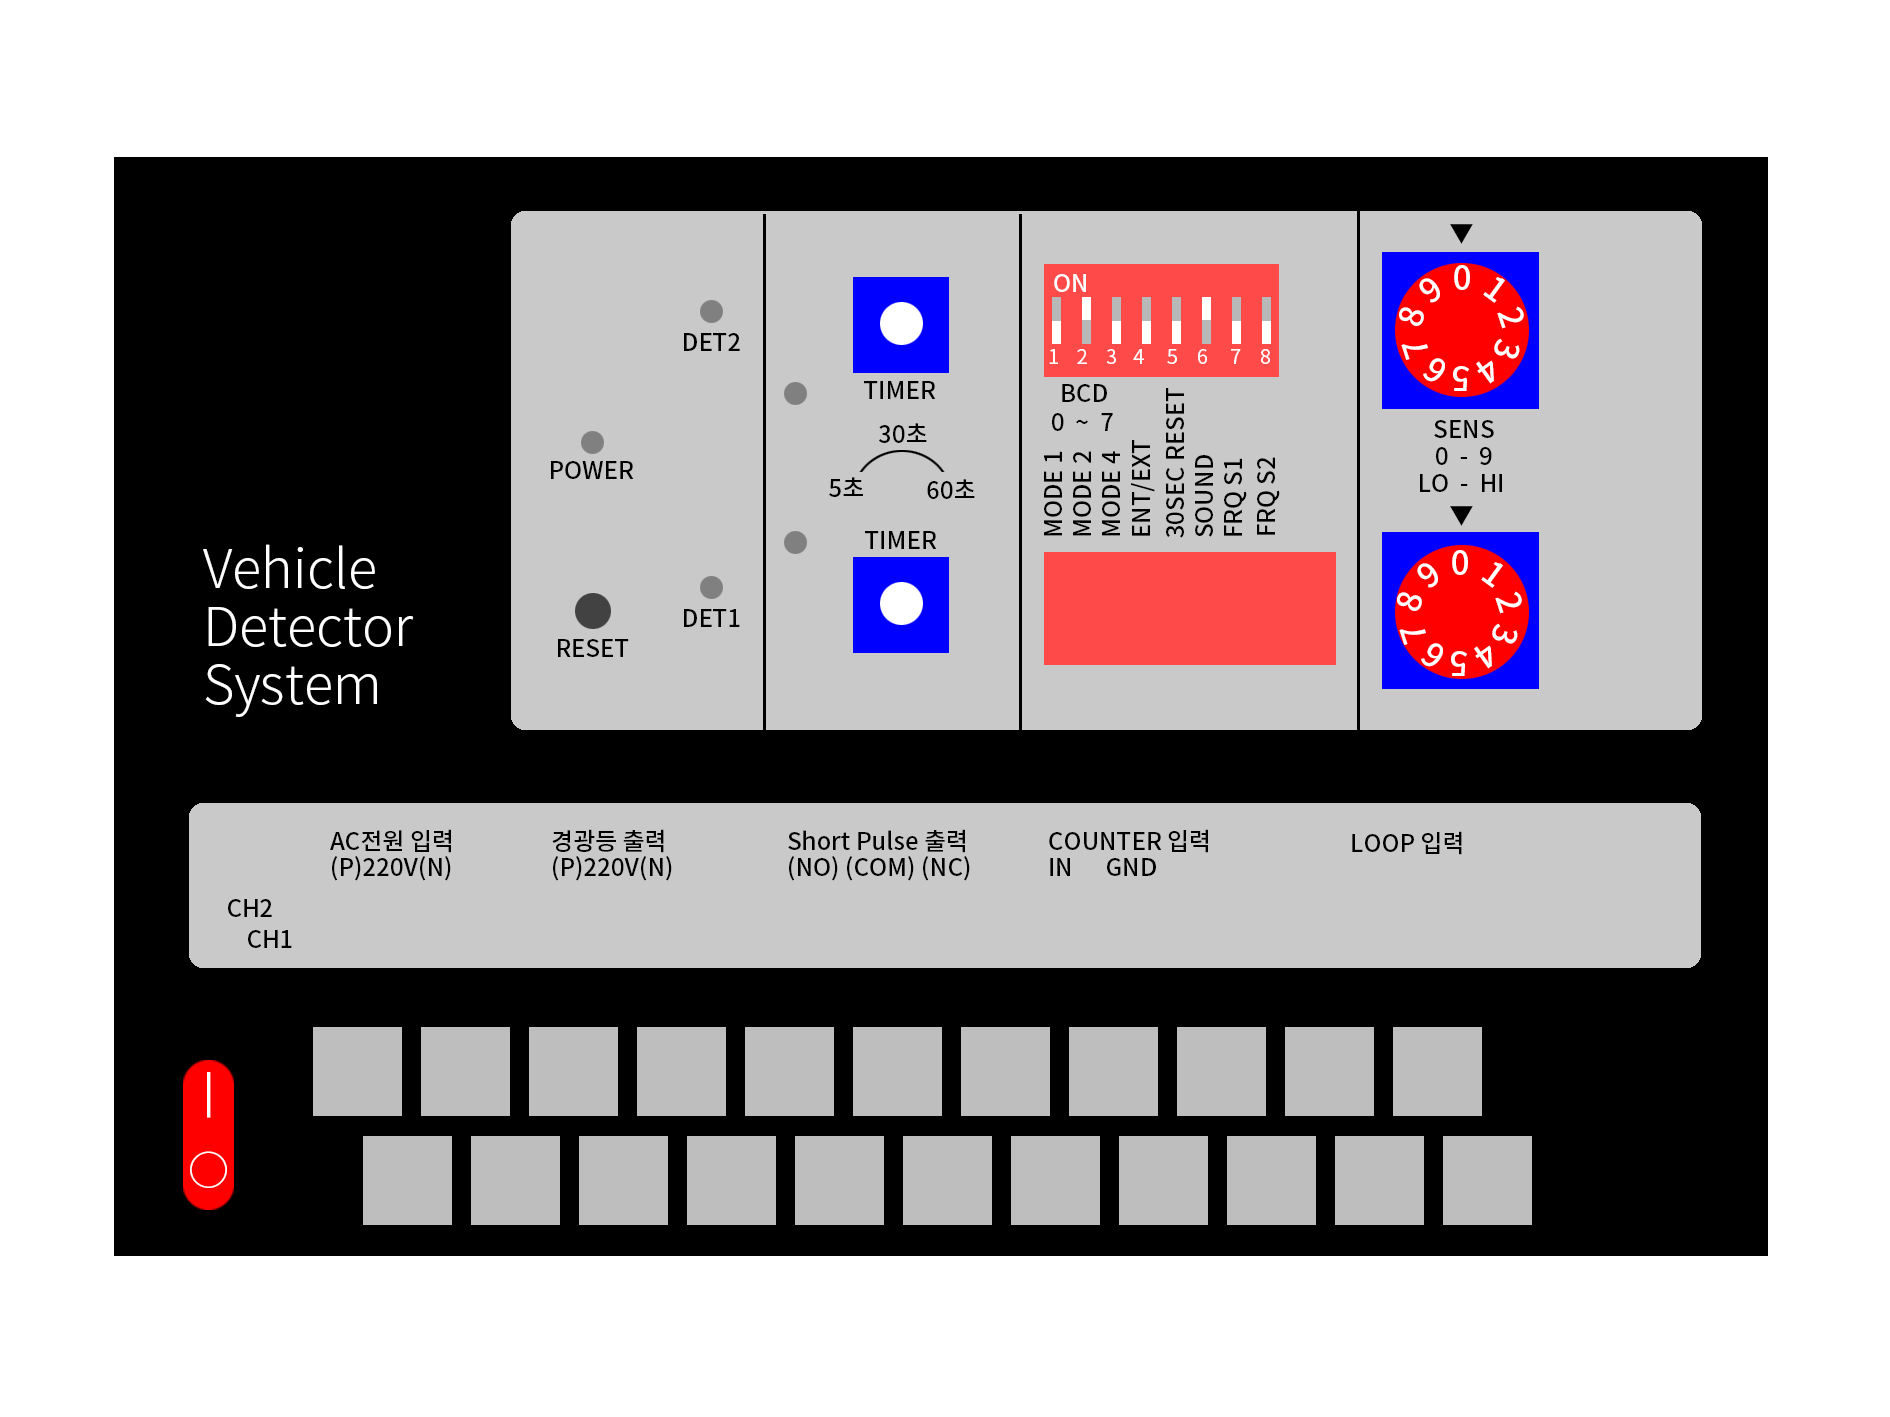 Vehicle
Detector
System
DET2
POWER
RESET
DET1
TIMER
30초
5초
60초
TIMER
ON
1 2 3 4 5 6 7 8
BCD
0 ~ 7
MODE 1
MODE 2
MODE 4
ENT/EXT
30SEC RESET
SOUND
FRQ S1
FRQ S2
0 1 2 3 4 5 6 7 8 9
SENS
0 - 9
LO - HI
0 1 2 3 4 5 6 7 8 9
AC전원 입력
(P)220V(N)
경광등 출력
(P)220V(N)
Short Pulse 출력
(NO) (COM) (NC)
COUNTER 입력
IN GND
LOOP 입력
CH2
CH1